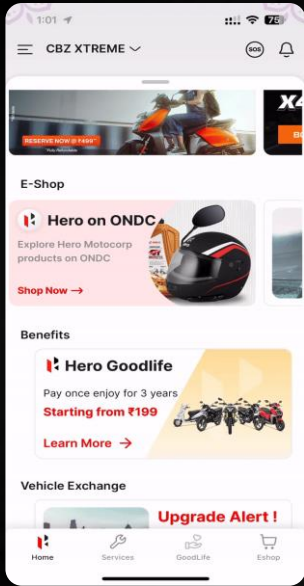 1:01
75
CBZ XTREME
SOS
RESERVE NOW @ ₹499*
X4
E-Shop
Hero on ONDC
Explore Hero Motocorp
products on ONDC
Shop Now →
Benefits
Hero Goodlife
Pay once enjoy for 3 years
Starting from ₹199
Learn More →
Vehicle Exchange
Upgrade Alert !
Home
Services
GoodLife
Eshop